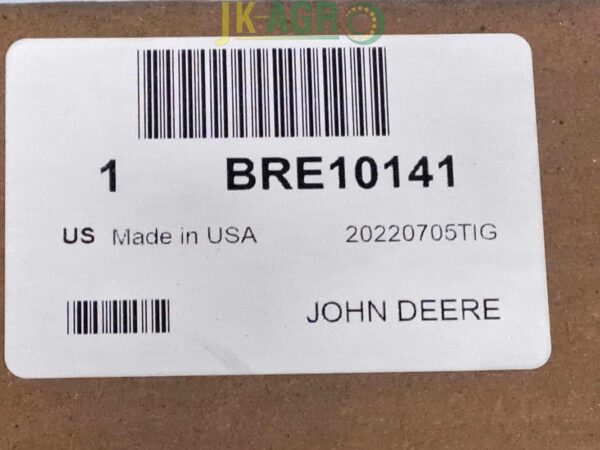 JK-AGRO
1 BRE10141
US Made in USA 20220705TIG
JOHN DEERE